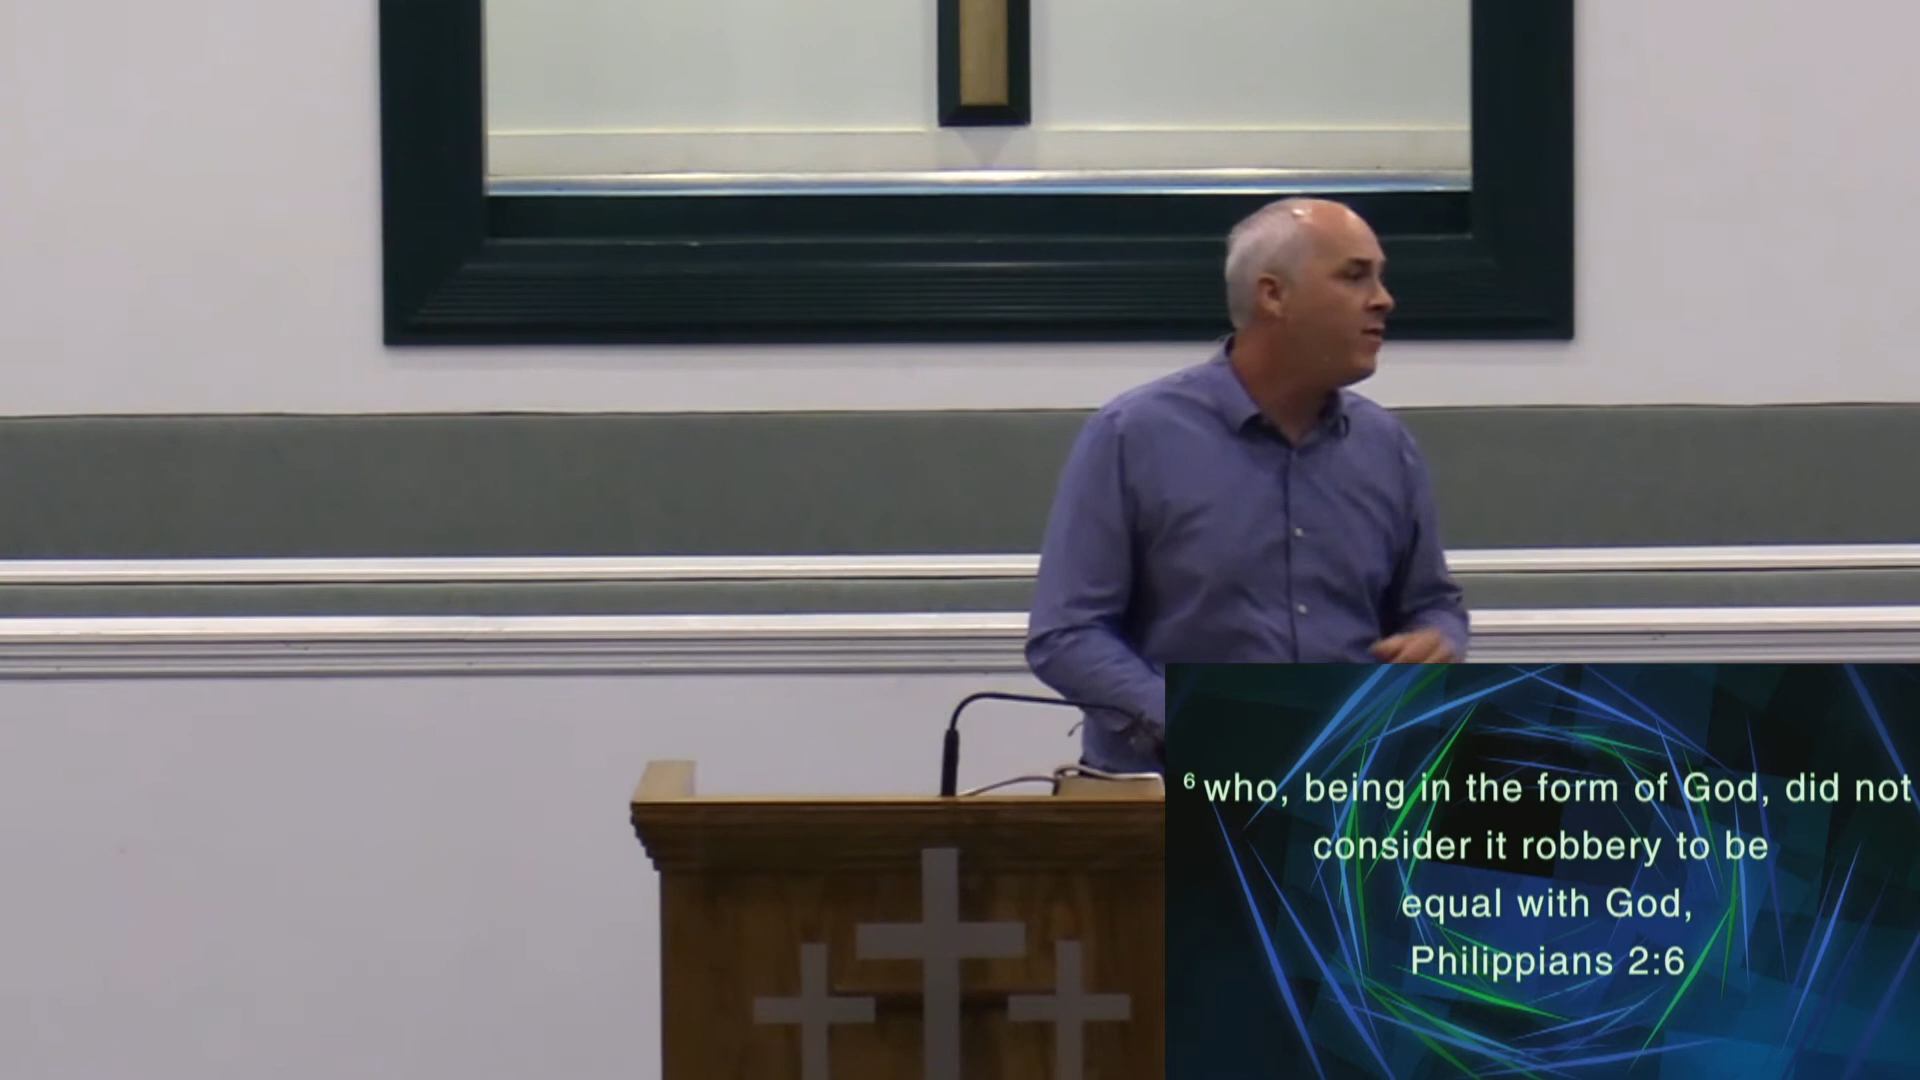 ⁶ who, being in the form of God, did not
consider it robbery to be
equal with God,
Philippians 2:6